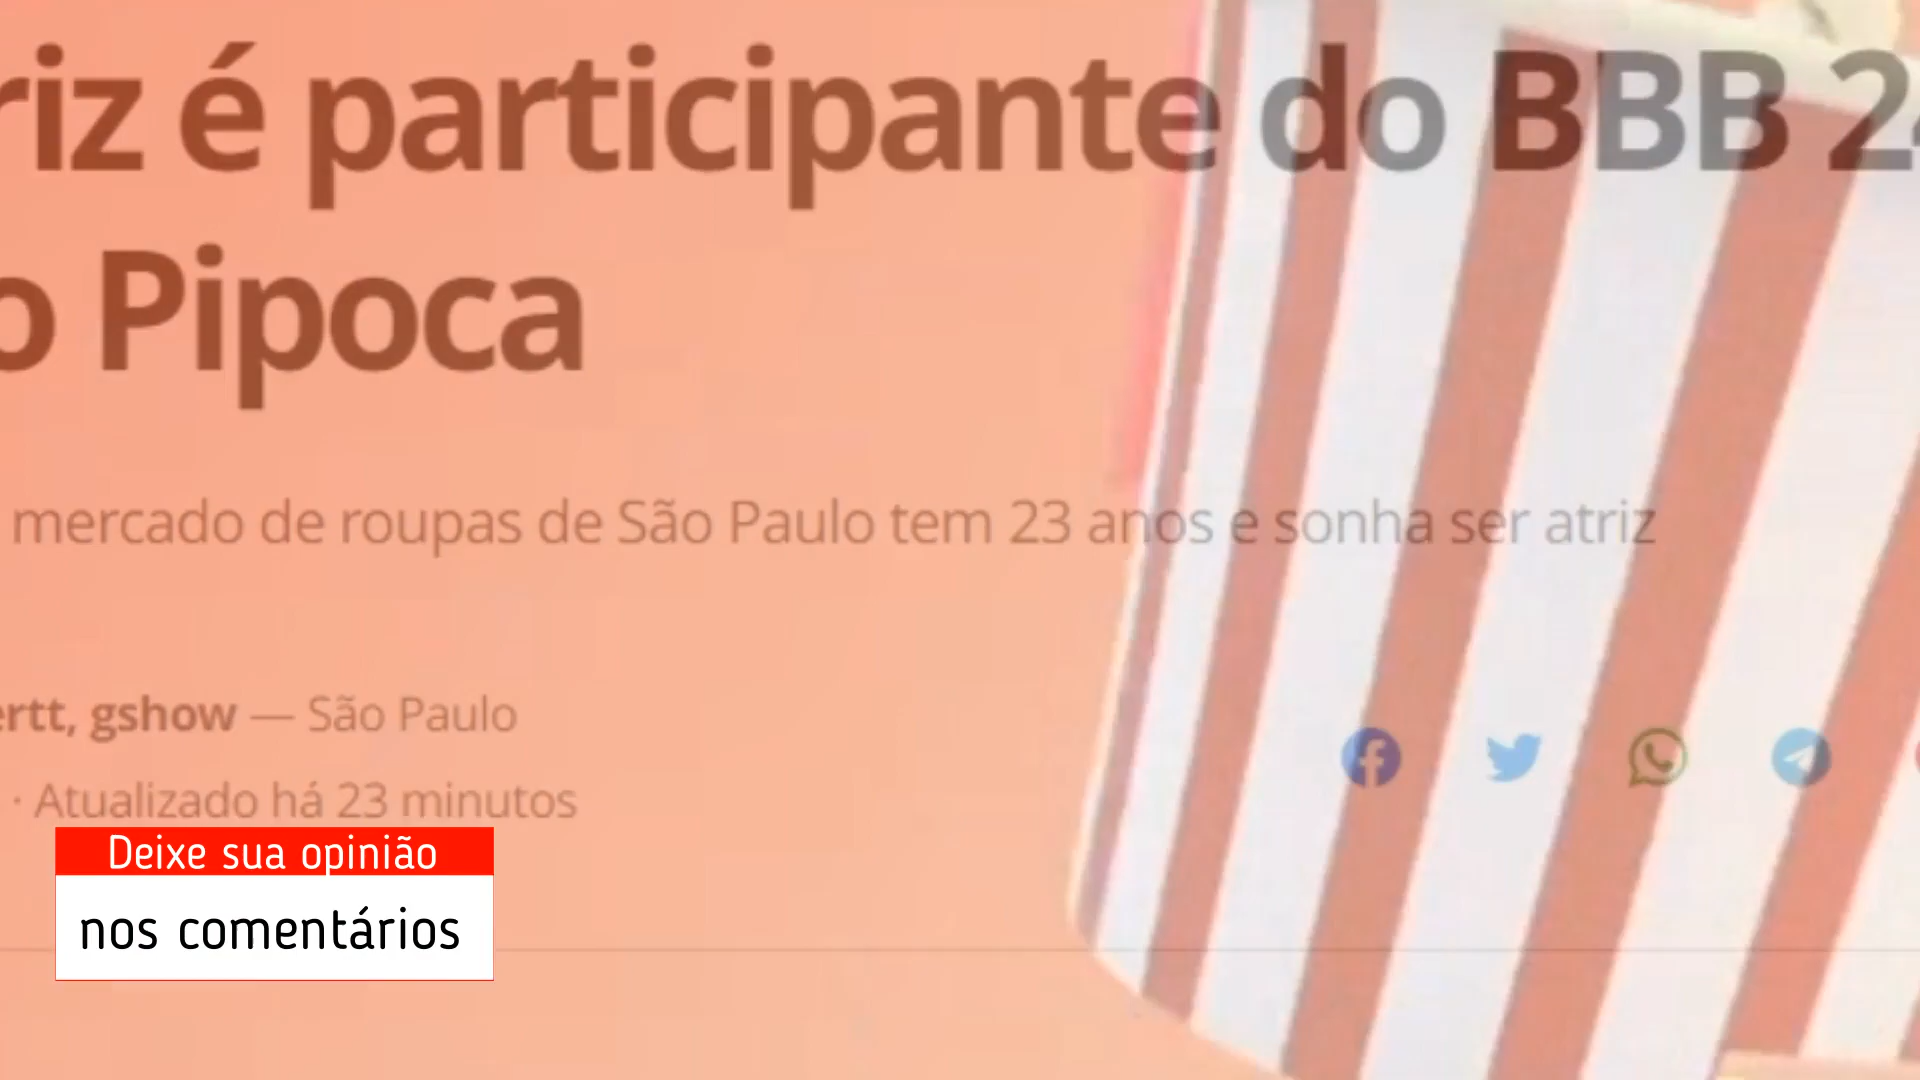 riz é participante do BBB 24
o Pipoca
mercado de roupas de São Paulo tem 23 anos e sonha ser atriz
ertt, gshow — São Paulo
· Atualizado há 23 minutos
Deixe sua opinião
nos comentários